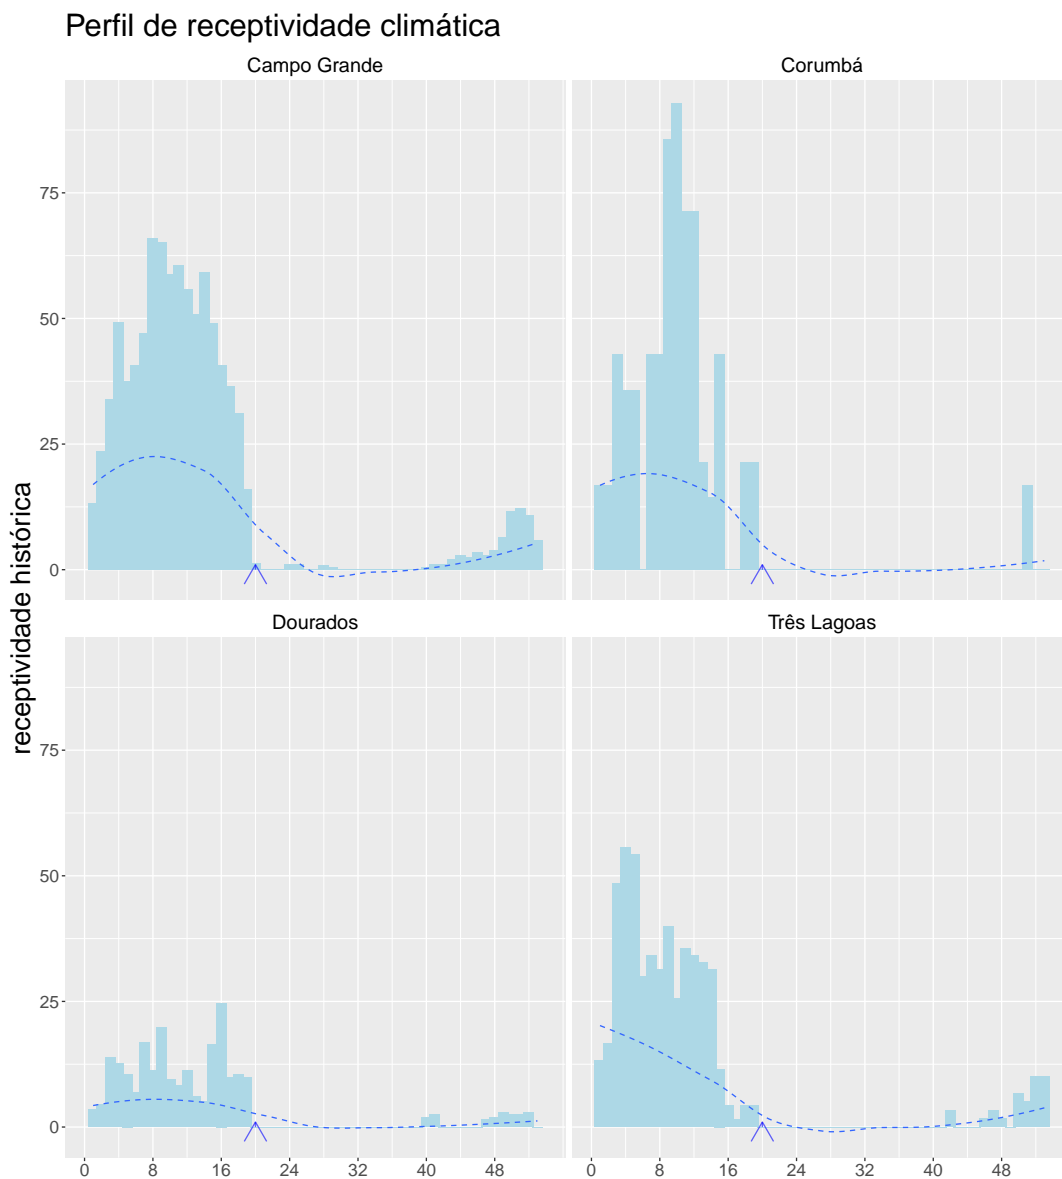 Perfil de receptividade climática
Campo Grande
Corumbá
75
50
25
0
Dourados
Três Lagoas
receptividade histórica
75
50
25
0
0 8 16 24 32 40 48
0 8 16 24 32 40 48